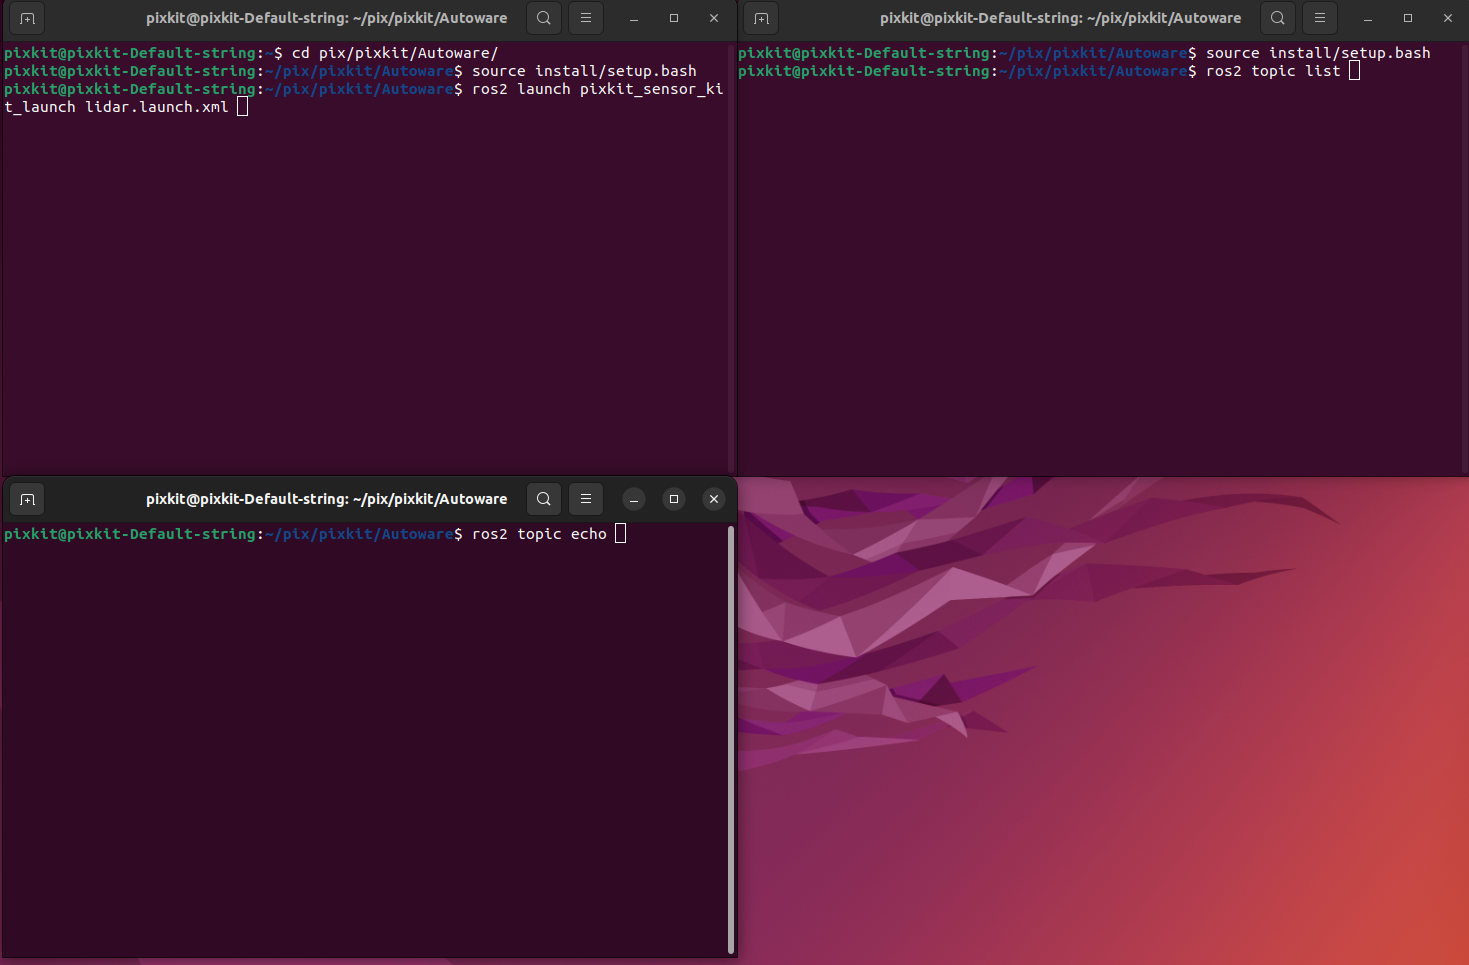 pixkit@pixkit-Default-string: ~/pix/pixkit/Autoware
pixkit@pixkit-Default-string:~$ cd pix/pixkit/Autoware/
pixkit@pixkit-Default-string:~/pix/pixkit/Autoware$ source install/setup.bash
pixkit@pixkit-Default-string:~/pix/pixkit/Autoware$ ros2 launch pixkit_sensor_ki
t_launch lidar.launch.xml
pixkit@pixkit-Default-string: ~/pix/pixkit/Autoware
pixkit@pixkit-Default-string:~/pix/pixkit/Autoware$ source install/setup.bash
pixkit@pixkit-Default-string:~/pix/pixkit/Autoware$ ros2 topic list
pixkit@pixkit-Default-string: ~/pix/pixkit/Autoware
pixkit@pixkit-Default-string:~/pix/pixkit/Autoware$ ros2 topic echo